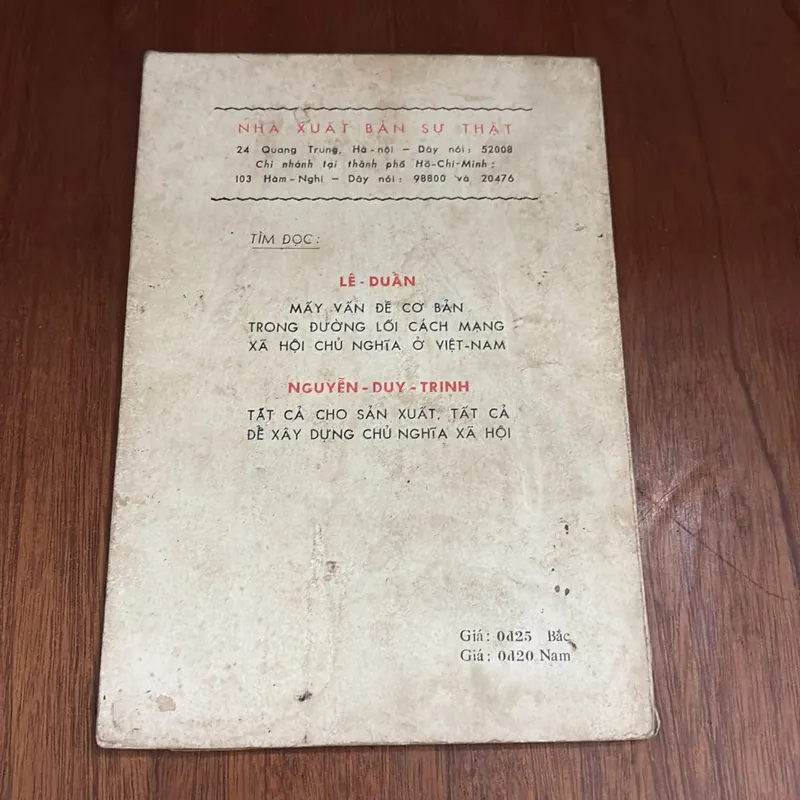 NHÀ XUẤT BẢN SỰ THẬT
24 Quang Trung, Hà-nội – Dây nói: 52008
Chi nhánh tại thành phố Hồ-Chí-Minh:
103 Hàm-Nghi – Dây nói: 98800 và 20476
TÌM ĐỌC:
LÊ-DUẨN
MẤY VẤN ĐỀ CƠ BẢN
TRONG ĐƯỜNG LỐI CÁCH MẠNG
XÃ HỘI CHỦ NGHĨA Ở VIỆT-NAM
NGUYỄN-DUY-TRINH
TẤT CẢ CHO SẢN XUẤT, TẤT CẢ
ĐỂ XÂY DỰNG CHỦ NGHĨA XÃ HỘI
Giá: 0đ25 Bắc
Giá: 0đ20 Nam